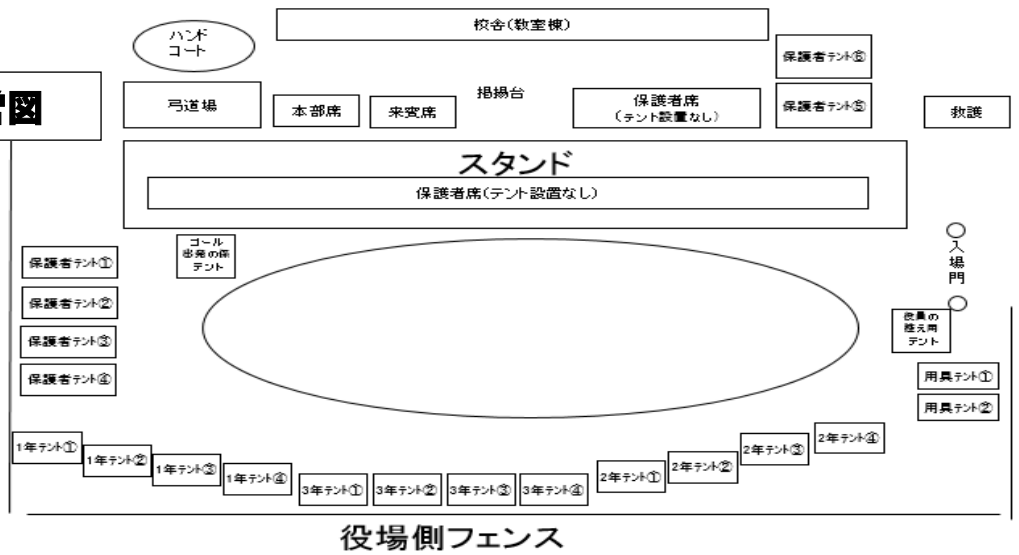 校舎(教室棟)
ハンド
コート
保護者テント⑥
図
弓道場
本部席
来賓席
掲揚台
保護者席
(テント設置なし)
保護者テント⑤
救護
スタンド
保護者席(テント設置なし)
ゴール
出発の係
テント
入
場
門
保護者テント①
保護者テント②
保護者テント③
保護者テント④
役員の
控え用
テント
用具テント①
用具テント②
1年テント①
1年テント②
1年テント③
1年テント④
3年テント①
3年テント②
3年テント③
3年テント④
2年テント①
2年テント②
2年テント③
2年テント④
役場側フェンス